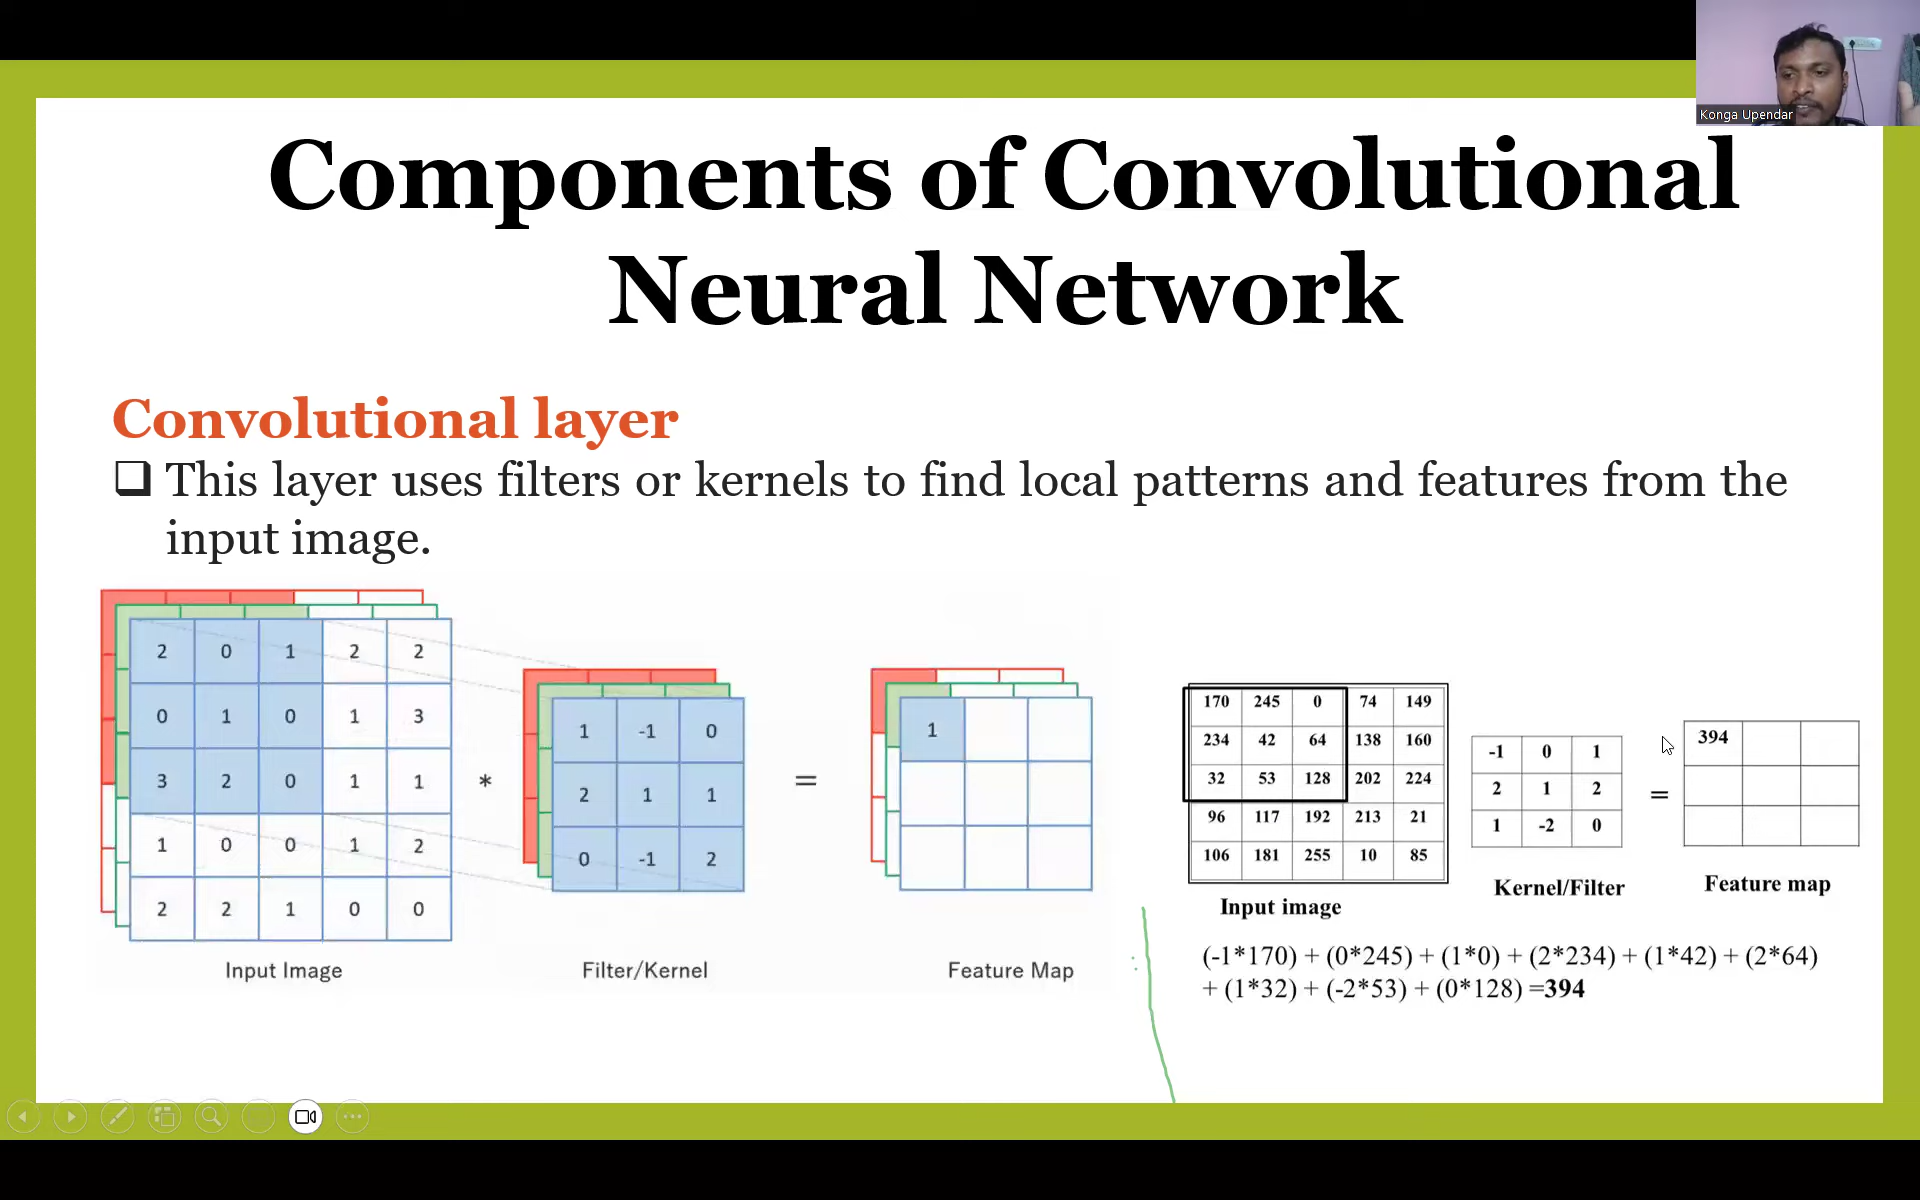 Konga Upendar
Components of Convolutional
Neural Network
Convolutional layer
This layer uses filters or kernels to find local patterns and features from the
input image.
2 0 1 2 2
0 1 0 1 3
3 2 0 1 1
1 0 0 1 2
2 2 1 0 0
Input Image
*
1 -1 0
2 1 1
0 -1 2
Filter/Kernel
=
1
Feature Map
170 245 0 74 149
234 42 64 138 160
32 53 128 202 224
96 117 192 213 21
106 181 255 10 85
Input image
-1 0 1
2 1 2
1 -2 0
Kernel/Filter
=
394
Feature map
(-1*170) + (0*245) + (1*0) + (2*234) + (1*42) + (2*64)
+ (1*32) + (-2*53) + (0*128) =394